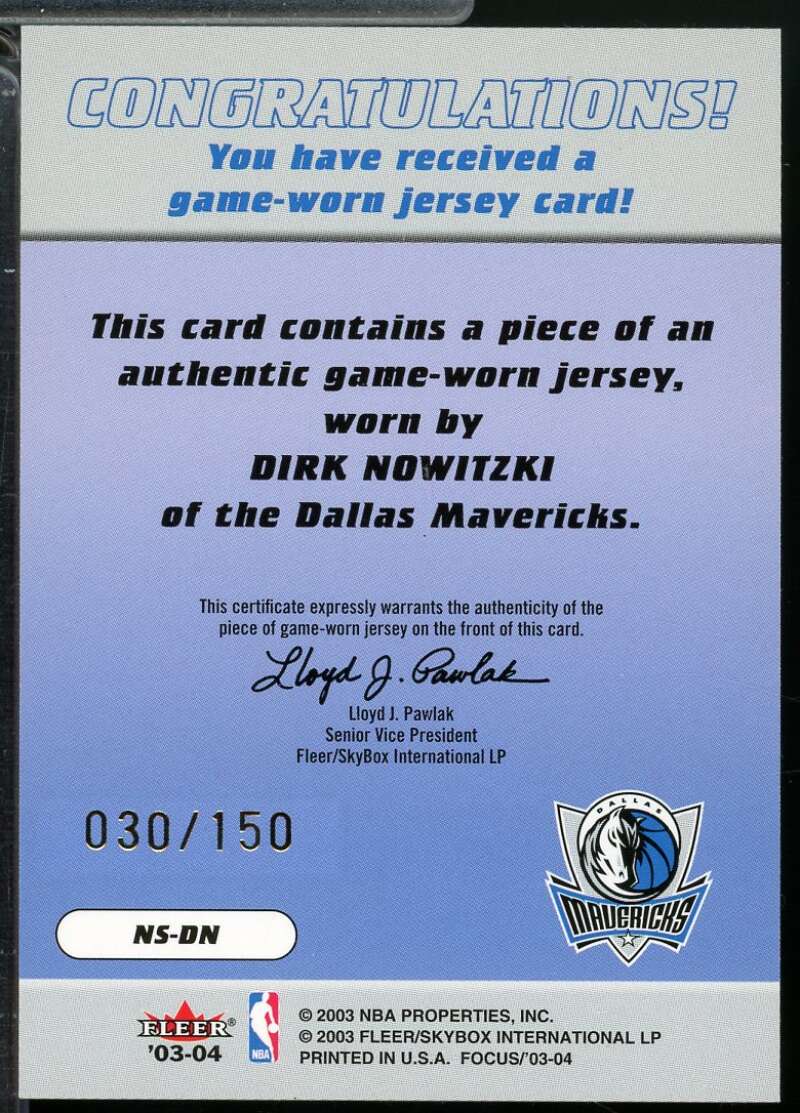 CONGRATULATIONS!
You have received a
game-worn jersey card!
This card contains a piece of an
authentic game-worn jersey,
worn by
DIRK NOWITZKI
of the Dallas Mavericks.
This certificate expressly warrants the authenticity of the
piece of game-worn jersey on the front of this card.
Lloyd J. Pawlak
Lloyd J. Pawlak
Senior Vice President
Fleer/SkyBox International LP
030/150
DALLAS
MAVERICKS
NS-DN
FLEER®
'03-04
NBA
© 2003 NBA PROPERTIES, INC.
© 2003 FLEER/SKYBOX INTERNATIONAL LP
PRINTED IN U.S.A. FOCUS/'03-04